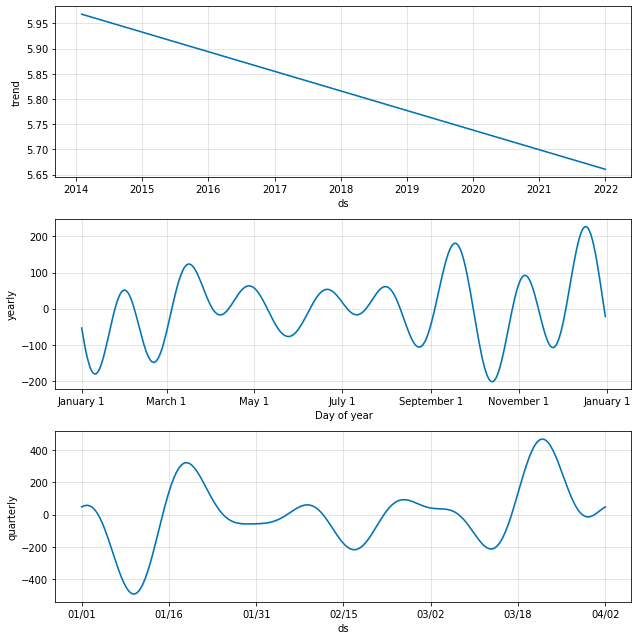 5.95
5.90
5.85
5.80
5.75
5.70
5.65
trend
2014 2015 2016 2017 2018 2019 2020 2021 2022
ds
200
100
0
−100
−200
yearly
January 1 March 1 May 1 July 1 September 1 November 1 January 1
Day of year
400
200
0
−200
−400
quarterly
01/01 01/16 01/31 02/15 03/02 03/18 04/02
ds